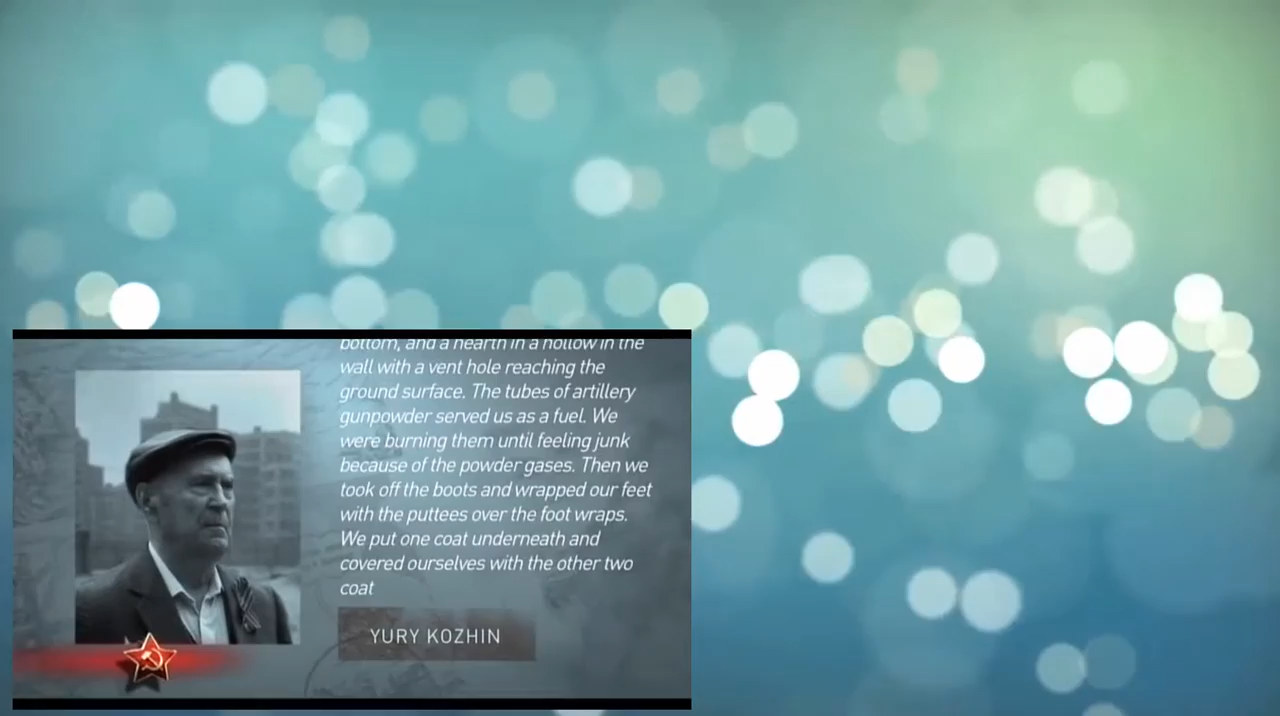 bottom, and a hearth in a hollow in the
wall with a vent hole reaching the
ground surface. The tubes of artillery
gunpowder served us as a fuel. We
were burning them until feeling junk
because of the powder gases. Then we
took off the boots and wrapped our feet
with the puttees over the foot wraps.
We put one coat underneath and
covered ourselves with the other two
coat
YURY KOZHIN